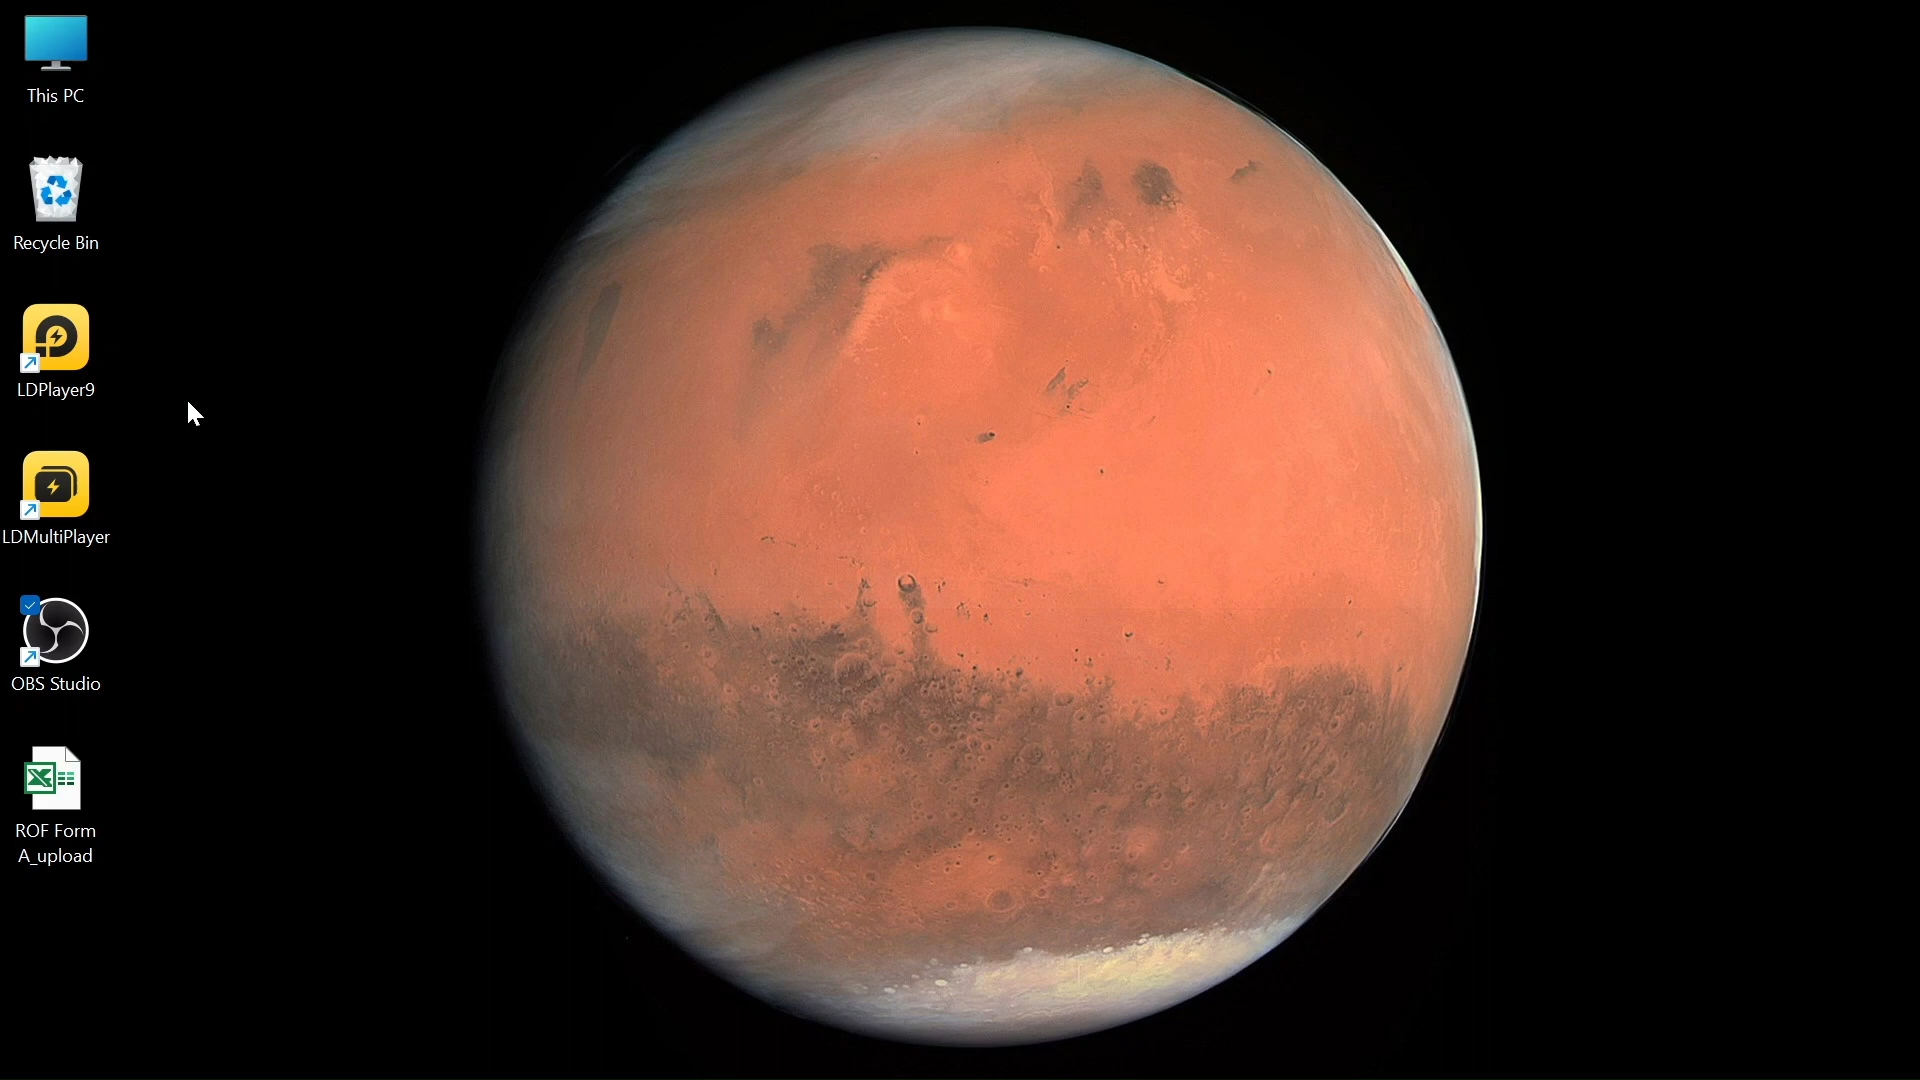 This PC
Recycle Bin
LDPlayer9
LDMultiPlayer
OBS Studio
ROF Form
A_upload